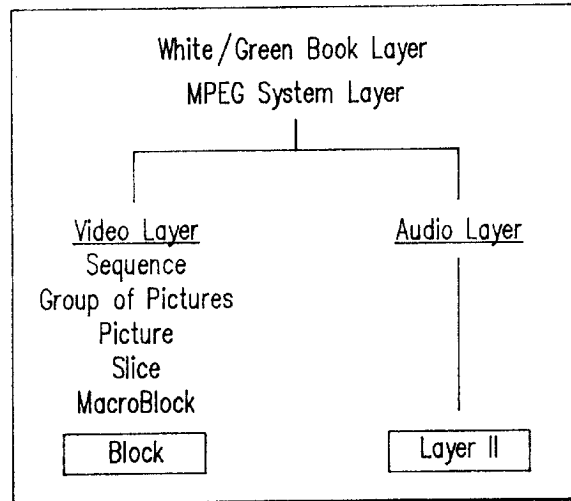 White/Green Book Layer
MPEG System Layer
Video Layer
Sequence
Group of Pictures
Picture
Slice
MacroBlock
Block
Audio Layer
Layer II